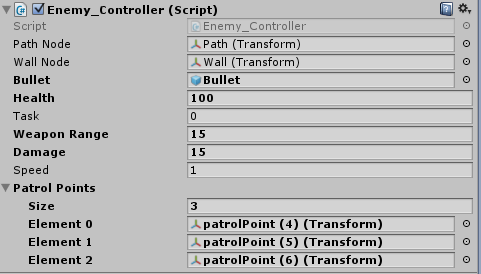 Enemy_Controller (Script)
Script Enemy_Controller
Path Node Path (Transform)
Wall Node Wall (Transform)
Bullet Bullet
Health 100
Task 0
Weapon Range 15
Damage 15
Speed 1
Patrol Points
Size 3
Element 0 patrolPoint (4) (Transform)
Element 1 patrolPoint (5) (Transform)
Element 2 patrolPoint (6) (Transform)